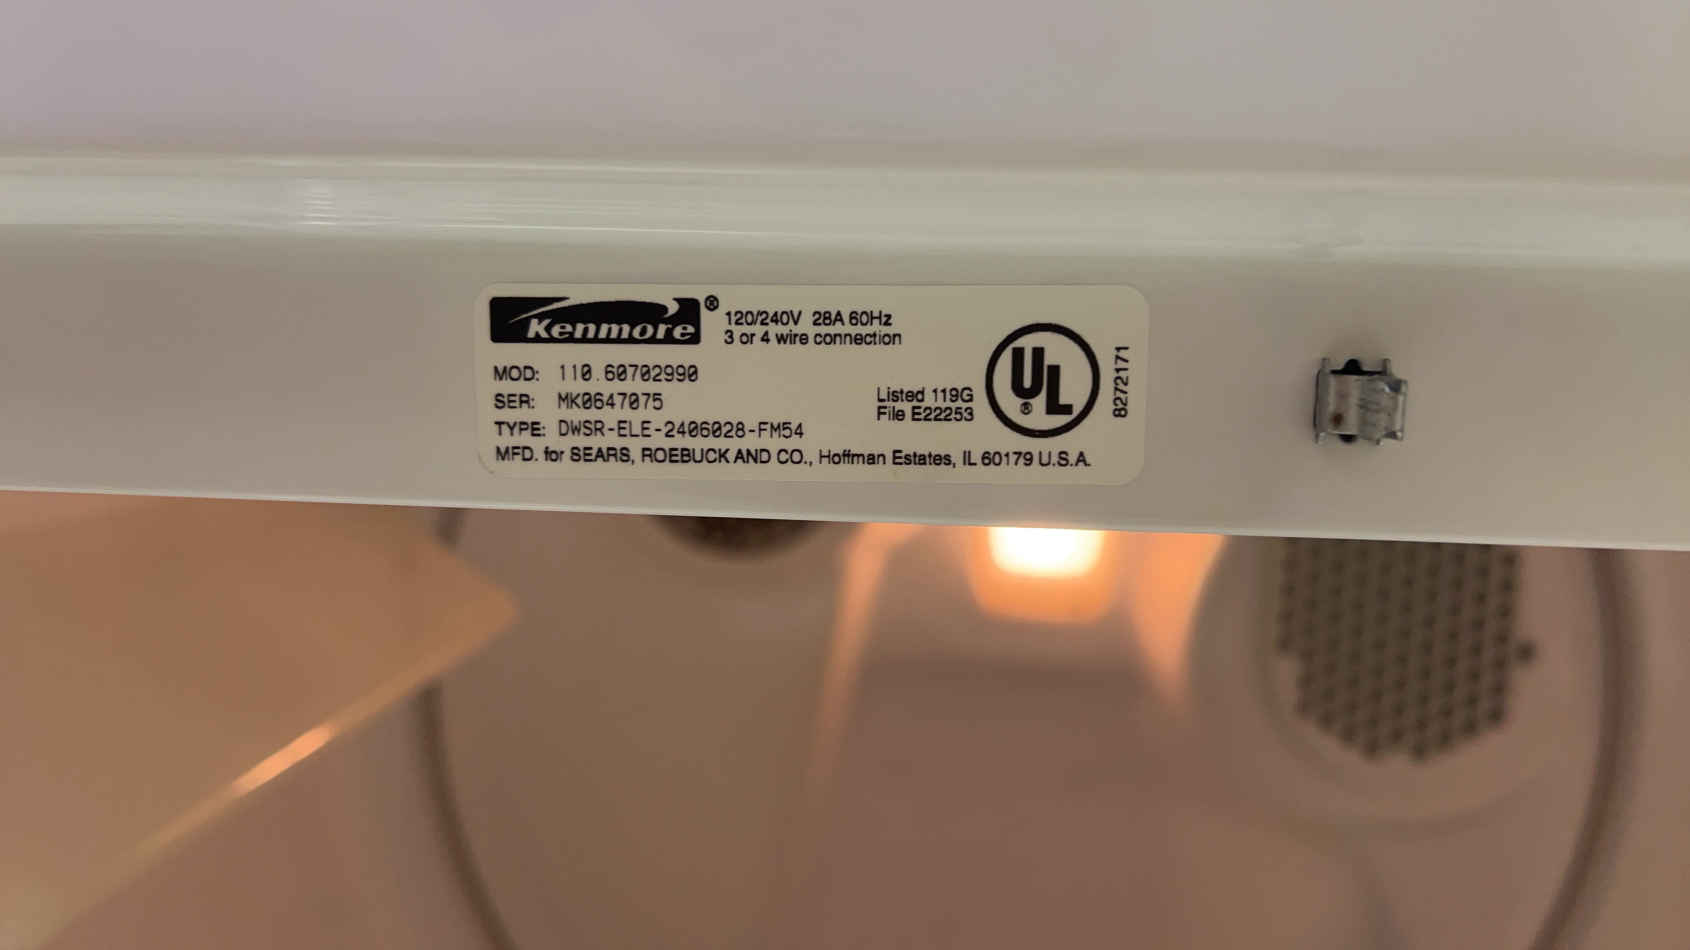 Kenmore®
120/240V 28A 60Hz
3 or 4 wire connection
MOD: 110.60702990
SER: MK0647075
TYPE: DWSR-ELE-2406028-FM54
MFD. for SEARS, ROEBUCK AND CO., Hoffman Estates, IL 60179 U.S.A.
Listed 119G
File E22253
UL®
8272171